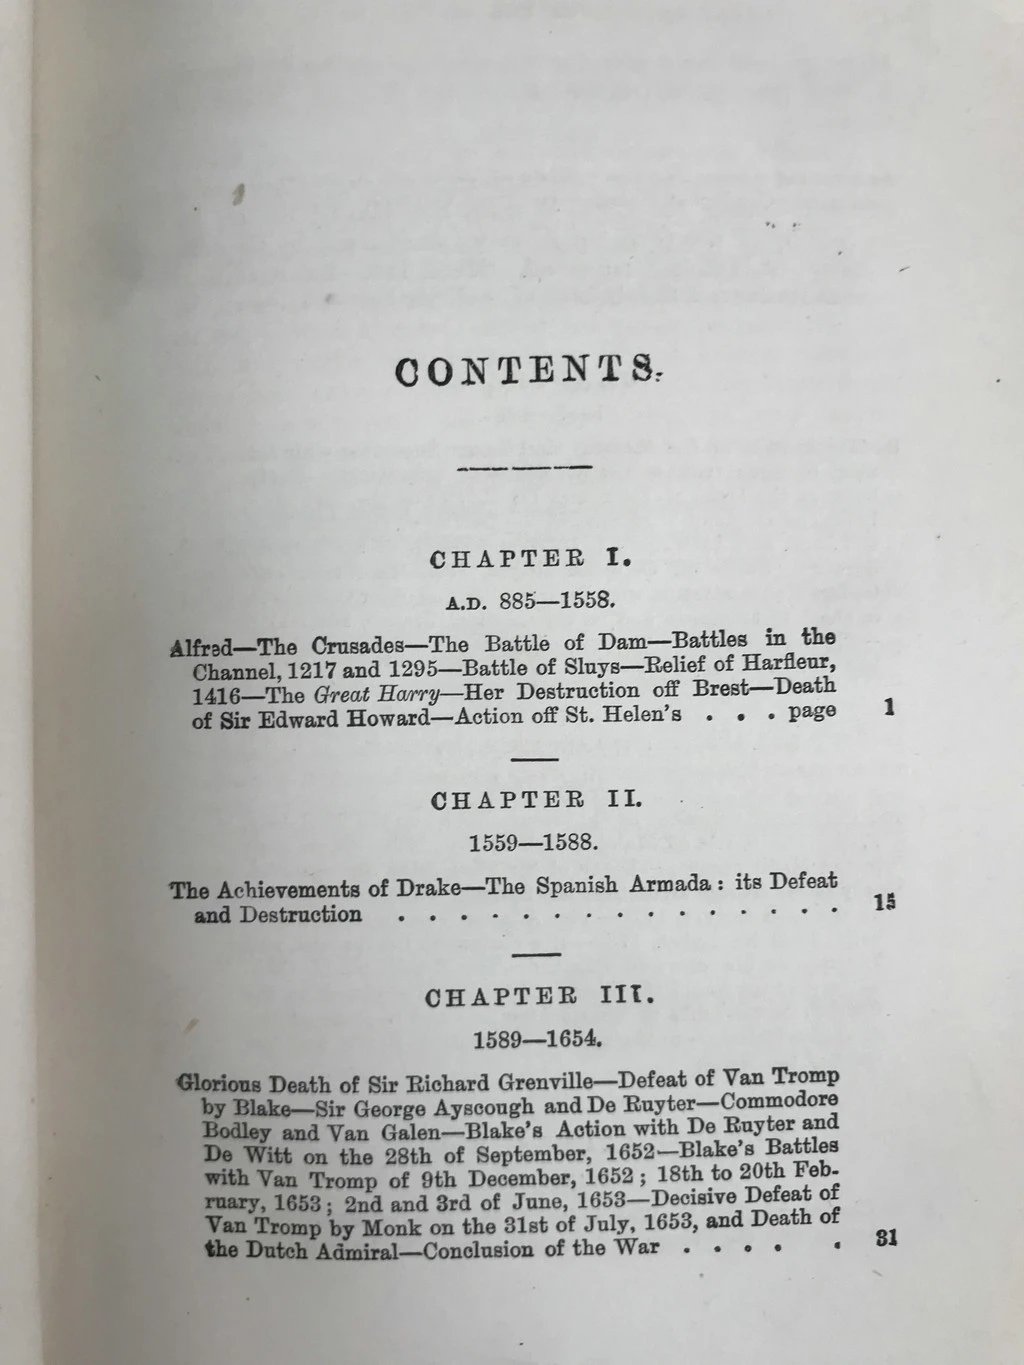 CONTENTS.
CHAPTER I.
A.D. 885—1558.
Alfred—The Crusades—The Battle of Dam—Battles in the
Channel, 1217 and 1295—Battle of Sluys—Relief of Harfleur,
1416—The Great Harry—Her Destruction off Brest—Death
of Sir Edward Howard—Action off St. Helen's . . . page 1
CHAPTER II.
1559—1588.
The Achievements of Drake—The Spanish Armada: its Defeat
and Destruction . . . . . . . . . . . . . . . 15
CHAPTER III.
1589—1654.
Glorious Death of Sir Richard Grenville—Defeat of Van Tromp
by Blake—Sir George Ayscough and De Ruyter—Commodore
Bodley and Van Galen—Blake's Action with De Ruyter and
De Witt on the 28th of September, 1652—Blake's Battles
with Van Tromp of 9th December, 1652; 18th to 20th Feb-
ruary, 1653; 2nd and 3rd of June, 1653—Decisive Defeat of
Van Tromp by Monk on the 31st of July, 1653, and Death of
the Dutch Admiral—Conclusion of the War . . . . . 31